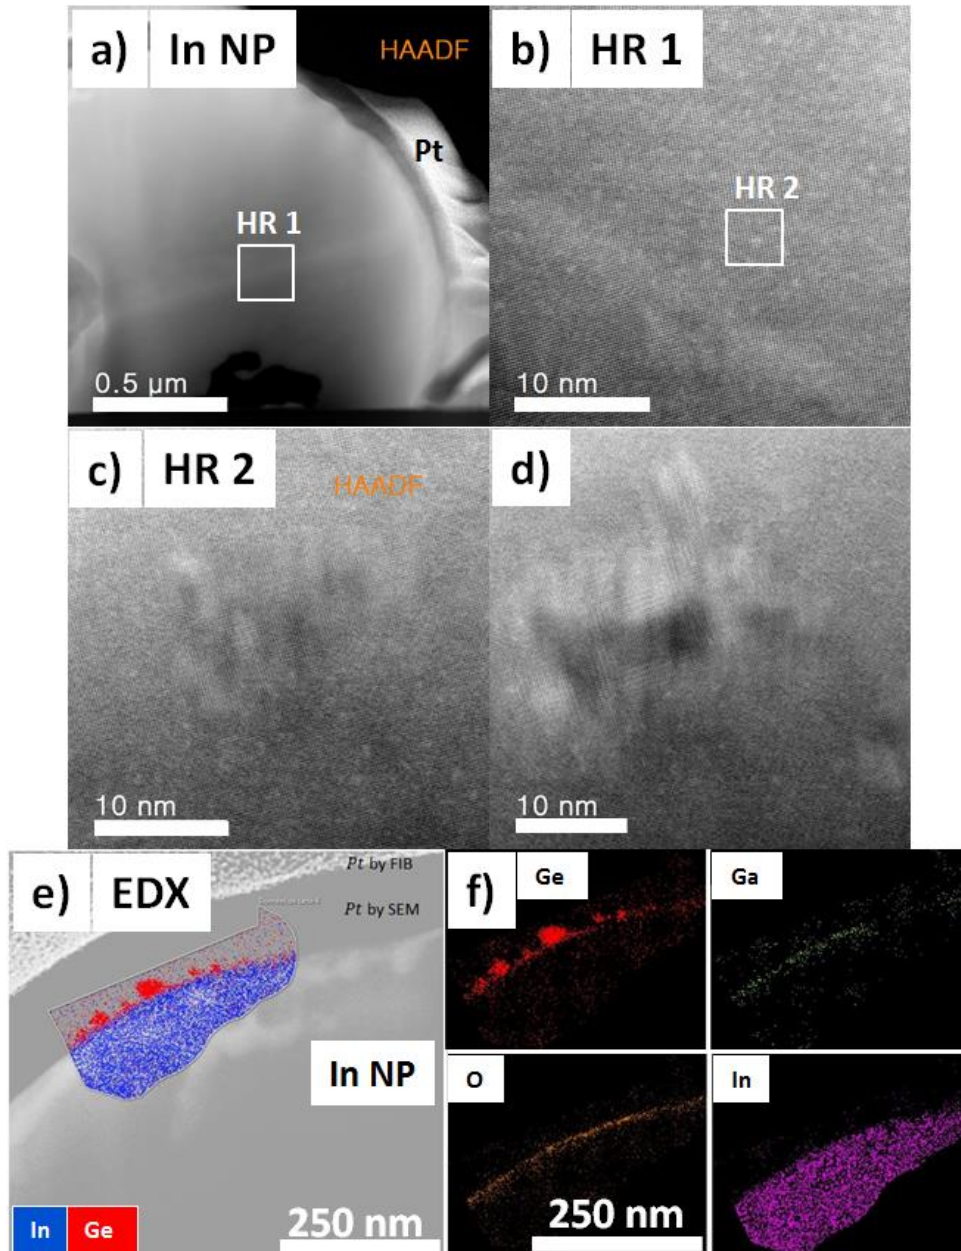 a) In NP
HAADF
Pt
HR 1
0.5 µm
b) HR 1
HR 2
10 nm
c) HR 2
HAADF
10 nm
d)
10 nm
e) EDX
Pt by FIB
Pt by SEM
In NP
In Ge
250 nm
f) Ge
Ga
O
250 nm
In